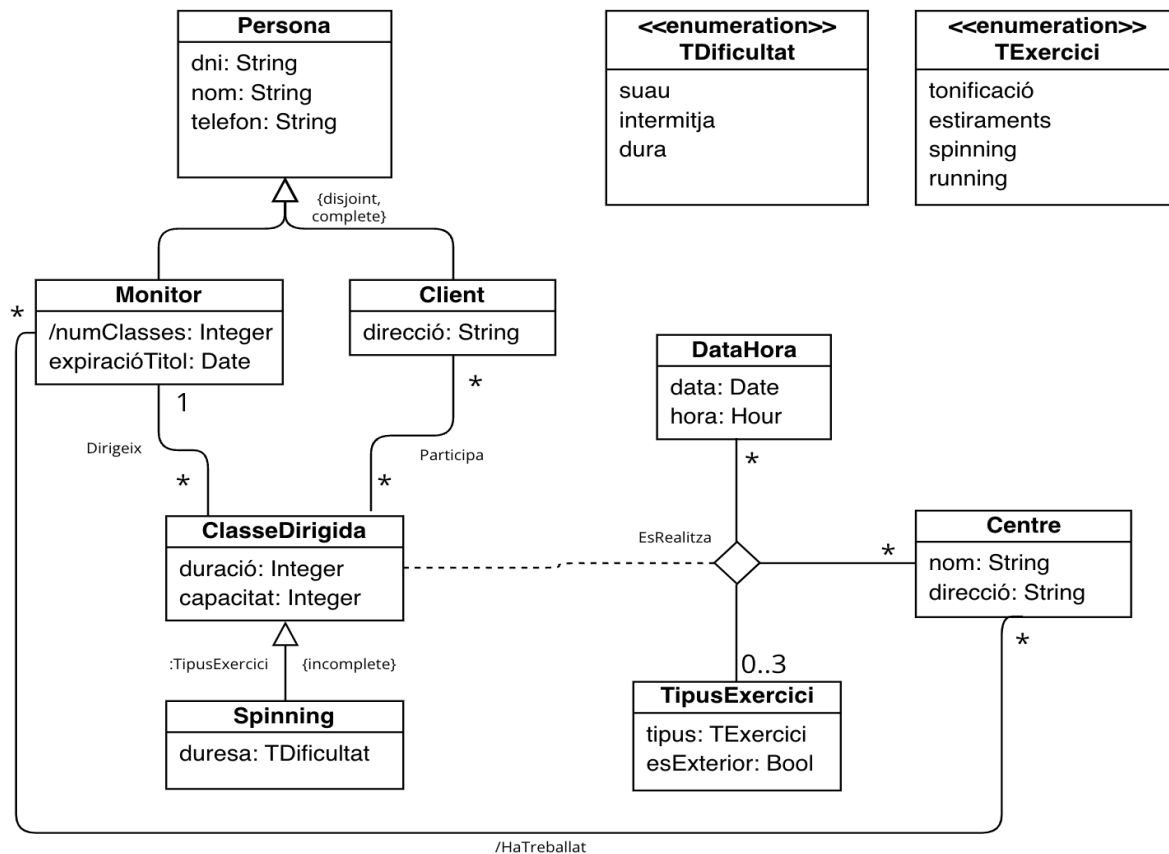 Persona
dni: String
nom: String
telefon: String
<<enumeration>>
TDificultat
suau
intermitja
dura
<<enumeration>>
TExercici
tonificació
estiraments
spinning
running
{disjoint,
complete}
*
Monitor
/numClasses: Integer
expiracióTitol: Date
Client
direcció: String
DataHora
data: Date
hora: Hour
1
*
Dirigeix
Participa
*
*
*
ClasseDirigida
duració: Integer
capacitat: Integer
EsRealitza
*
Centre
nom: String
direcció: String
*
:TipusExercici
{incomplete}
0..3
Spinning
duresa: TDificultat
TipusExercici
tipus: TExercici
esExterior: Bool
/HaTreballat